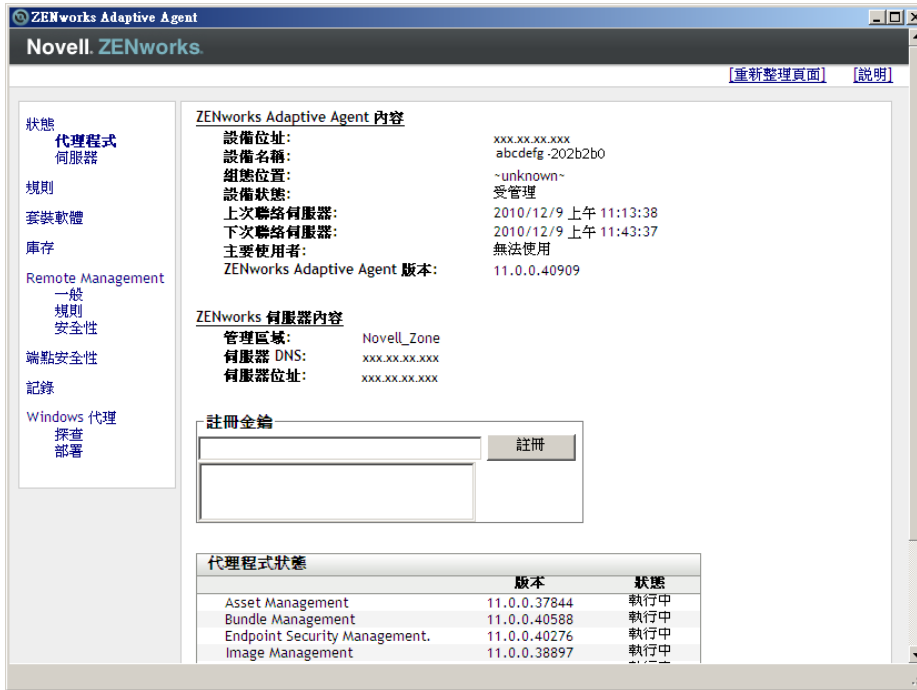 ZENworks Adaptive Agent
Novell. ZENworks.
[重新整理頁面] [説明]
狀態
代理程式
伺服器
規則
套裝軟體
庫存
Remote Management
一般
規則
安全性
端點安全性
記錄
Windows 代理
探查
部署
ZENworks Adaptive Agent 內容
設備位址: xxx.xx.xx.xxx
設備名稱: abcdefg -202b2b0
組態位置: ~unknown~
設備狀態: 受管理
上次聯絡伺服器: 2010/12/9 上午 11:13:38
下次聯絡伺服器: 2010/12/9 上午 11:43:37
主要使用者: 無法使用
ZENworks Adaptive Agent 版本: 11.0.0.40909
ZENworks 伺服器內容
管理區域: Novell_Zone
伺服器 DNS: xxx.xx.xx.xxx
伺服器位址: xxx.xx.xx.xxx
註冊金鑰
註冊
代理程式狀態
版本 狀態
Asset Management 11.0.0.37844 執行中
Bundle Management 11.0.0.40588 執行中
Endpoint Security Management. 11.0.0.40276 執行中
Image Management 11.0.0.38897 執行中